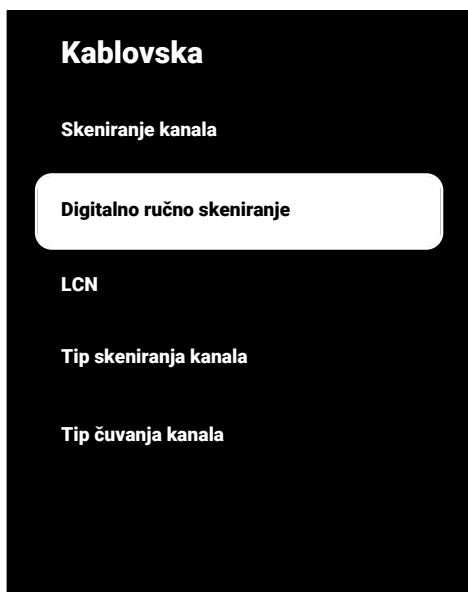 Kablovska
Skeniranje kanala
Digitalno ručno skeniranje
LCN
Tip skeniranja kanala
Tip čuvanja kanala